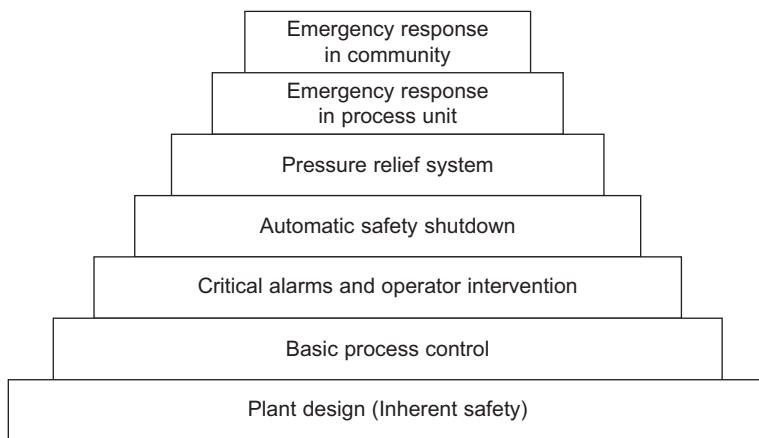 Emergency response
in community
Emergency response
in process unit
Pressure relief system
Automatic safety shutdown
Critical alarms and operator intervention
Basic process control
Plant design (Inherent safety)